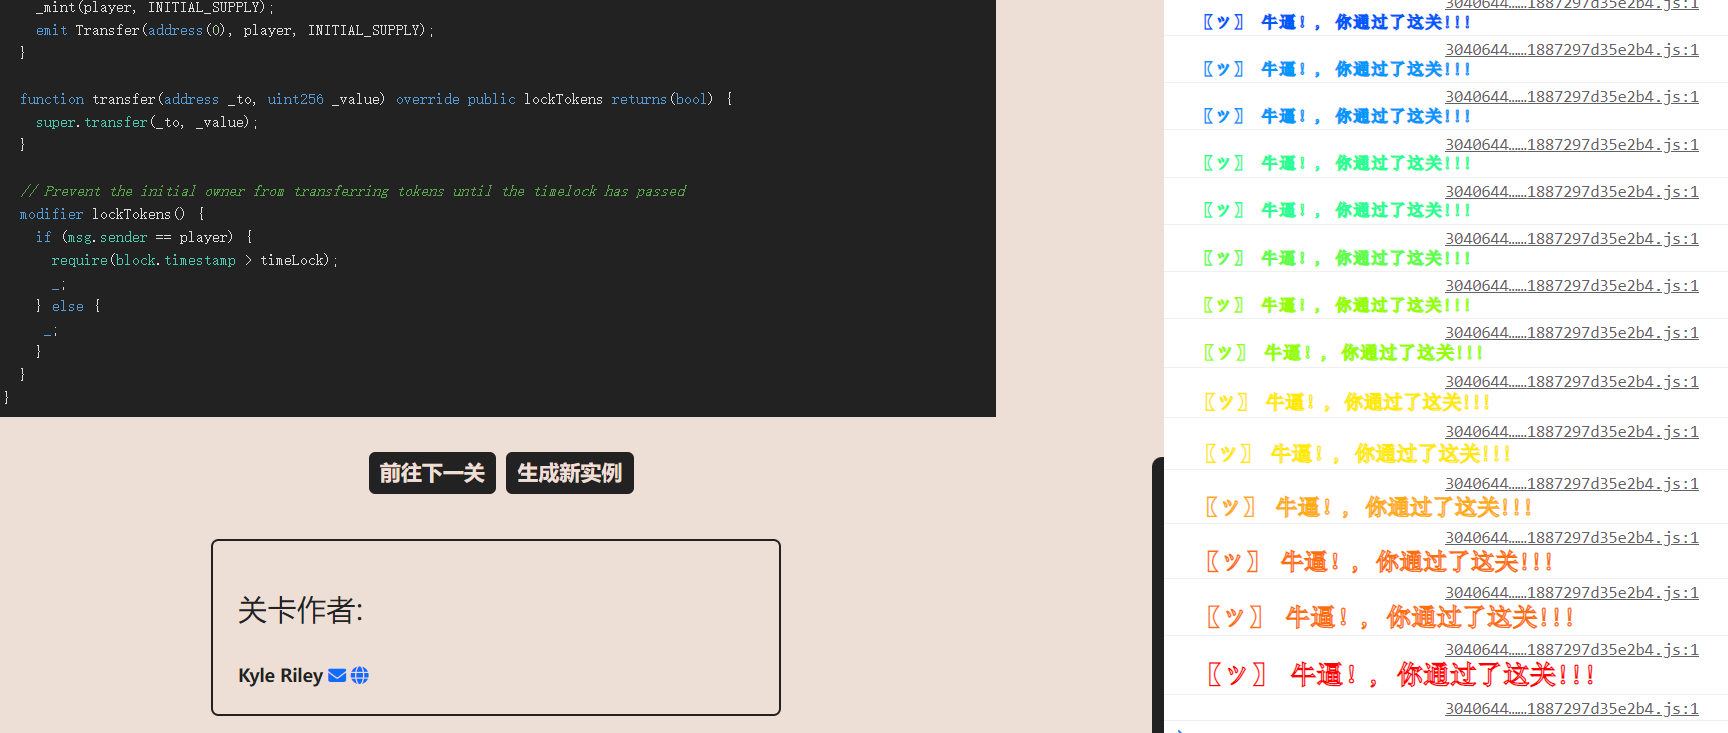 _mint(player, INITIAL_SUPPLY);
emit Transfer(address(0), player, INITIAL_SUPPLY);
}
function transfer(address _to, uint256 _value) override public lockTokens returns(bool) {
super.transfer(_to, _value);
}
// Prevent the initial owner from transferring tokens until the timelock has passed
modifier lockTokens() {
if (msg.sender == player) {
require(block.timestamp > timeLock);
_;
} else {
_;
}
}
}
前往下一关
生成新实例
关卡作者:
Kyle Riley
3040644……1887297d35e2b4.js:1
〖ツ〗 牛逼!, 你通过了这关!!!
3040644……1887297d35e2b4.js:1
〖ツ〗 牛逼!, 你通过了这关!!!
3040644……1887297d35e2b4.js:1
〖ツ〗 牛逼!, 你通过了这关!!!
3040644……1887297d35e2b4.js:1
〖ツ〗 牛逼!, 你通过了这关!!!
3040644……1887297d35e2b4.js:1
〖ツ〗 牛逼!, 你通过了这关!!!
3040644……1887297d35e2b4.js:1
〖ツ〗 牛逼!, 你通过了这关!!!
3040644……1887297d35e2b4.js:1
〖ツ〗 牛逼!, 你通过了这关!!!
3040644……1887297d35e2b4.js:1
〖ツ〗 牛逼!, 你通过了这关!!!
3040644……1887297d35e2b4.js:1
〖ツ〗 牛逼!, 你通过了这关!!!
3040644……1887297d35e2b4.js:1
〖ツ〗 牛逼!, 你通过了这关!!!
3040644……1887297d35e2b4.js:1
〖ツ〗 牛逼!, 你通过了这关!!!
3040644……1887297d35e2b4.js:1
〖ツ〗 牛逼!, 你通过了这关!!!
3040644……1887297d35e2b4.js:1
〖ツ〗 牛逼!, 你通过了这关!!!
3040644……1887297d35e2b4.js:1
〖ツ〗 牛逼!, 你通过了这关!!!
3040644……1887297d35e2b4.js:1